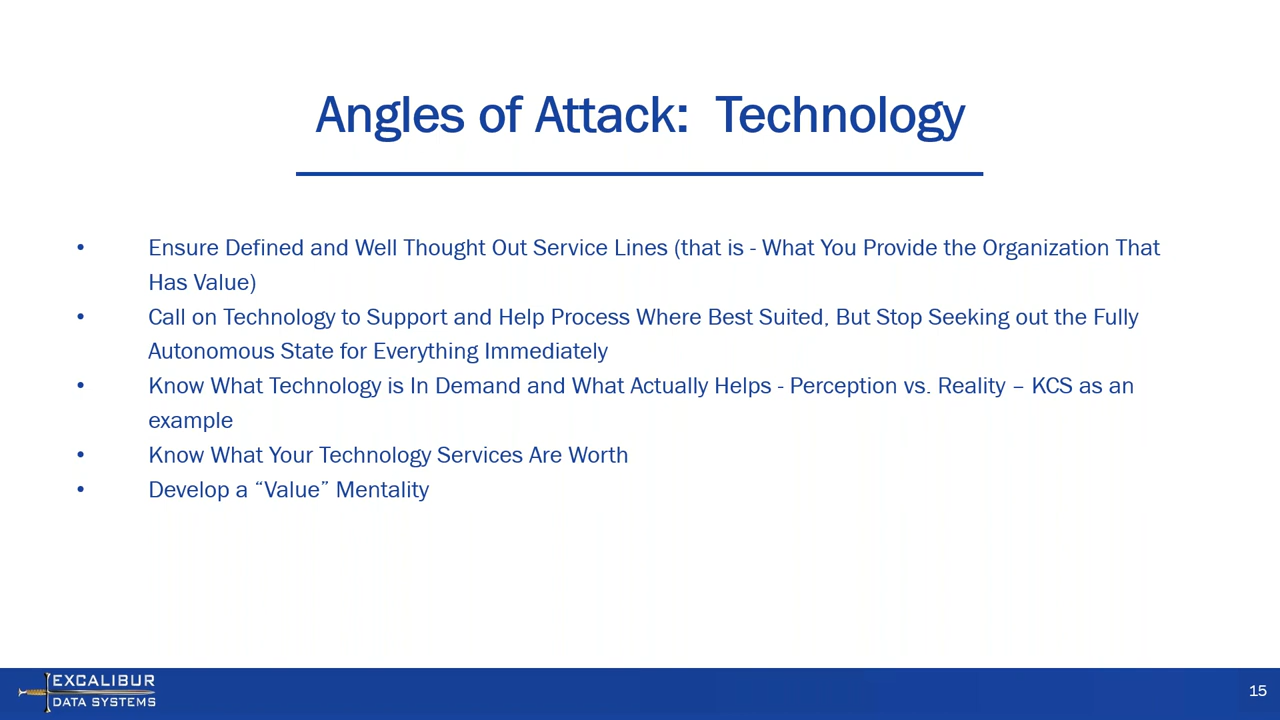 Angles of Attack:  Technology
• Ensure Defined and Well Thought Out Service Lines (that is - What You Provide the Organization That
Has Value)
• Call on Technology to Support and Help Process Where Best Suited, But Stop Seeking out the Fully
Autonomous State for Everything Immediately
• Know What Technology is In Demand and What Actually Helps - Perception vs. Reality – KCS as an
example
• Know What Your Technology Services Are Worth
• Develop a “Value” Mentality
EXCALIBUR
DATA SYSTEMS
15